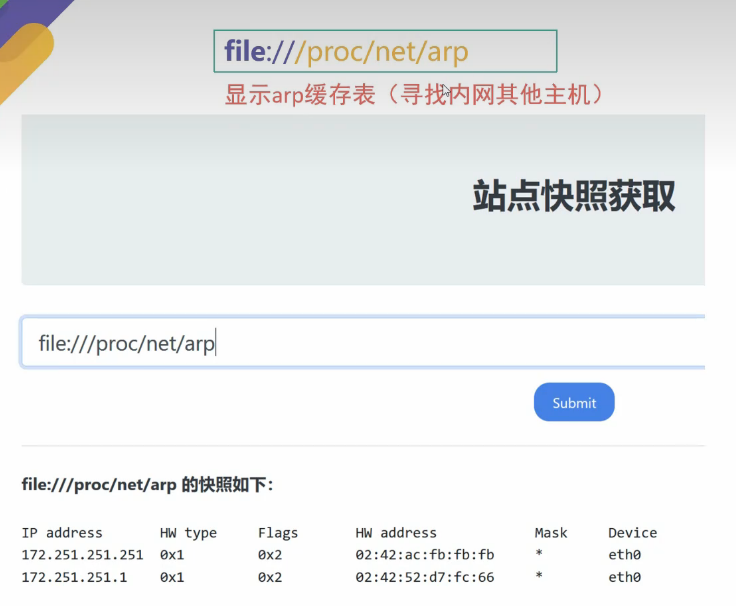 file:///proc/net/arp
显示arp缓存表（寻找内网其他主机）
站点快照获取
file:///proc/net/arp
Submit
file:///proc/net/arp 的快照如下：
IP address HW type Flags HW address Mask Device
172.251.251.251 0x1 0x2 02:42:ac:fb:fb:fb * eth0
172.251.251.1 0x1 0x2 02:42:52:d7:fc:66 * eth0